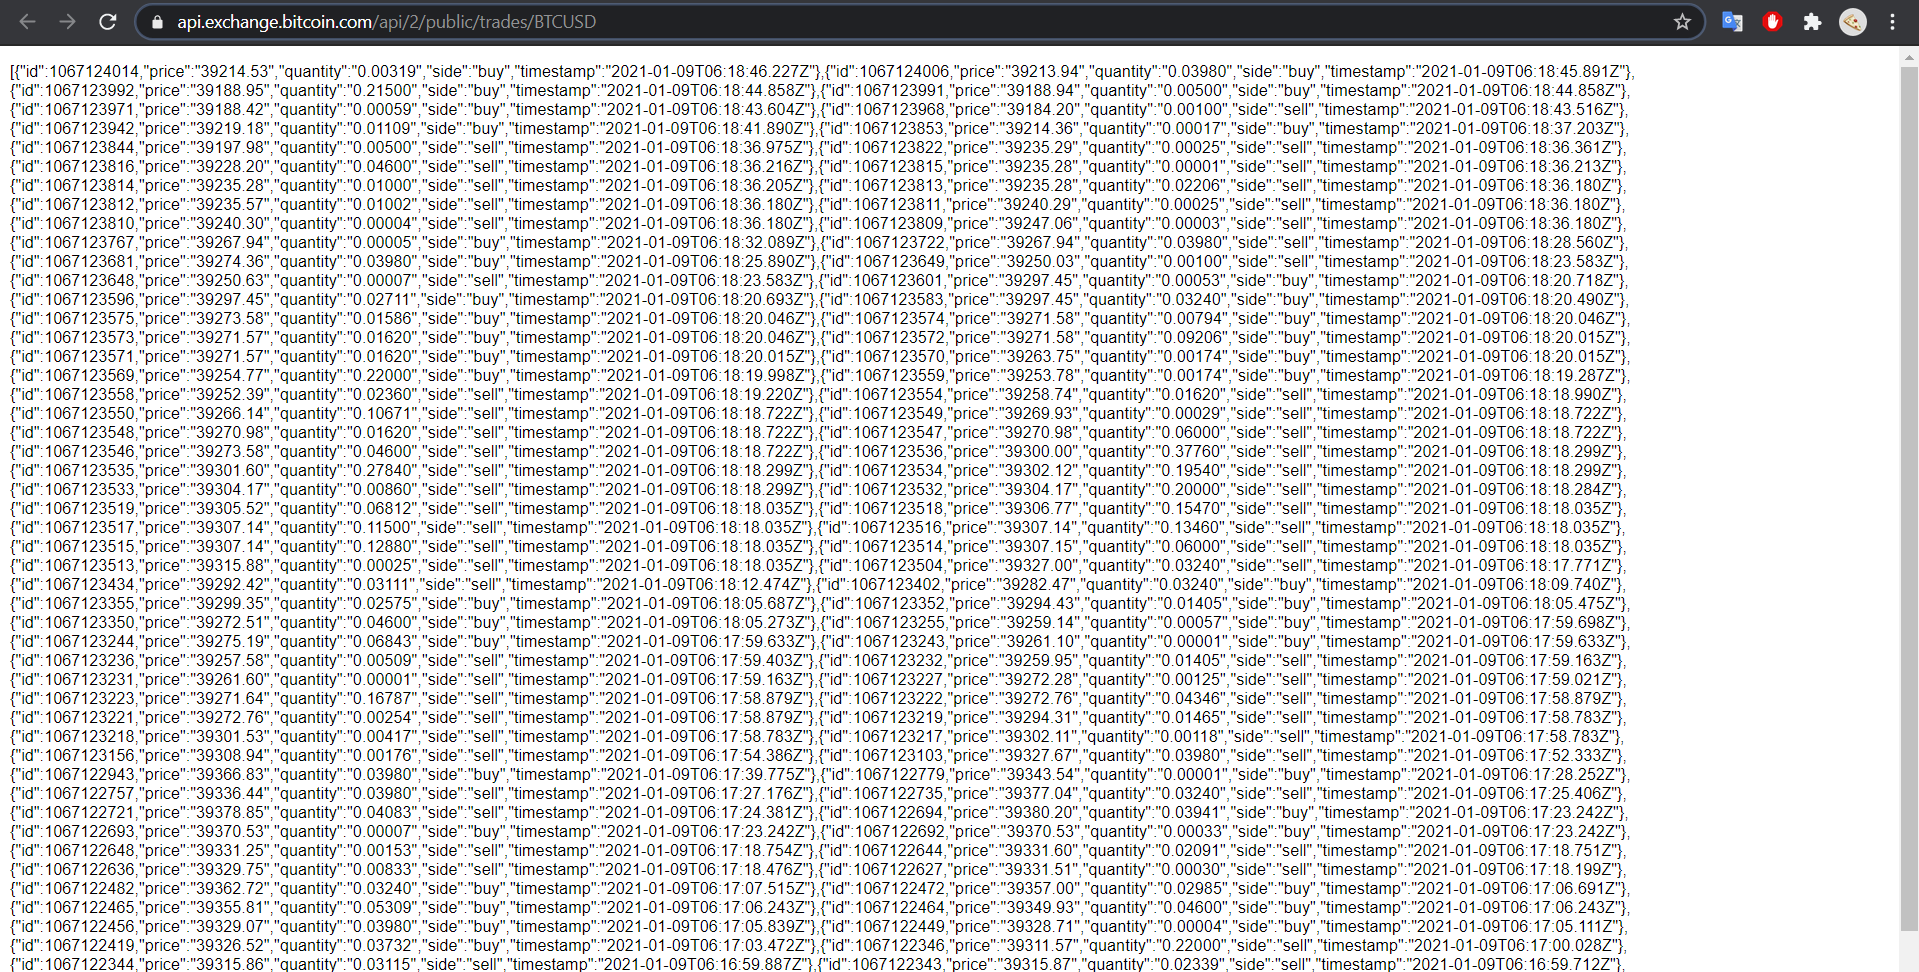 api.exchange.bitcoin.com/api/2/public/trades/BTCUSD
[{"id":1067124014,"price":"39214.53","quantity":"0.00319","side":"buy","timestamp":"2021-01-09T06:18:46.227Z"},{"id":1067124006,"price":"39213.94","quantity":"0.03980","side":"buy","timestamp":"2021-01-09T06:18:45.891Z"},
{"id":1067123992,"price":"39188.95","quantity":"0.21500","side":"buy","timestamp":"2021-01-09T06:18:44.858Z"},{"id":1067123991,"price":"39188.94","quantity":"0.00500","side":"buy","timestamp":"2021-01-09T06:18:44.858Z"},
{"id":1067123971,"price":"39188.42","quantity":"0.00059","side":"buy","timestamp":"2021-01-09T06:18:43.604Z"},{"id":1067123968,"price":"39184.20","quantity":"0.00100","side":"sell","timestamp":"2021-01-09T06:18:43.516Z"},
{"id":1067123942,"price":"39219.18","quantity":"0.01109","side":"buy","timestamp":"2021-01-09T06:18:41.890Z"},{"id":1067123853,"price":"39214.36","quantity":"0.00017","side":"buy","timestamp":"2021-01-09T06:18:37.203Z"},
{"id":1067123844,"price":"39197.98","quantity":"0.00500","side":"sell","timestamp":"2021-01-09T06:18:36.975Z"},{"id":1067123822,"price":"39235.29","quantity":"0.00025","side":"sell","timestamp":"2021-01-09T06:18:36.361Z"},
{"id":1067123816,"price":"39228.20","quantity":"0.04600","side":"sell","timestamp":"2021-01-09T06:18:36.216Z"},{"id":1067123815,"price":"39235.28","quantity":"0.00001","side":"sell","timestamp":"2021-01-09T06:18:36.213Z"},
{"id":1067123814,"price":"39235.28","quantity":"0.01000","side":"sell","timestamp":"2021-01-09T06:18:36.205Z"},{"id":1067123813,"price":"39235.28","quantity":"0.02206","side":"sell","timestamp":"2021-01-09T06:18:36.180Z"},
{"id":1067123812,"price":"39235.57","quantity":"0.01002","side":"sell","timestamp":"2021-01-09T06:18:36.180Z"},{"id":1067123811,"price":"39240.29","quantity":"0.00025","side":"sell","timestamp":"2021-01-09T06:18:36.180Z"},
{"id":1067123810,"price":"39240.30","quantity":"0.00004","side":"sell","timestamp":"2021-01-09T06:18:36.180Z"},{"id":1067123809,"price":"39247.06","quantity":"0.00003","side":"sell","timestamp":"2021-01-09T06:18:36.180Z"},
{"id":1067123767,"price":"39267.94","quantity":"0.00005","side":"buy","timestamp":"2021-01-09T06:18:32.089Z"},{"id":1067123722,"price":"39267.94","quantity":"0.03980","side":"sell","timestamp":"2021-01-09T06:18:28.560Z"},
{"id":1067123681,"price":"39274.36","quantity":"0.03980","side":"buy","timestamp":"2021-01-09T06:18:25.890Z"},{"id":1067123649,"price":"39250.03","quantity":"0.00100","side":"sell","timestamp":"2021-01-09T06:18:23.583Z"},
{"id":1067123648,"price":"39250.63","quantity":"0.00007","side":"sell","timestamp":"2021-01-09T06:18:23.583Z"},{"id":1067123601,"price":"39297.45","quantity":"0.00053","side":"buy","timestamp":"2021-01-09T06:18:20.718Z"},
{"id":1067123596,"price":"39297.45","quantity":"0.02711","side":"buy","timestamp":"2021-01-09T06:18:20.693Z"},{"id":1067123583,"price":"39297.45","quantity":"0.03240","side":"buy","timestamp":"2021-01-09T06:18:20.490Z"},
{"id":1067123575,"price":"39273.58","quantity":"0.01586","side":"buy","timestamp":"2021-01-09T06:18:20.046Z"},{"id":1067123574,"price":"39271.58","quantity":"0.00794","side":"buy","timestamp":"2021-01-09T06:18:20.046Z"},
{"id":1067123573,"price":"39271.57","quantity":"0.01620","side":"buy","timestamp":"2021-01-09T06:18:20.046Z"},{"id":1067123572,"price":"39271.58","quantity":"0.09206","side":"buy","timestamp":"2021-01-09T06:18:20.015Z"},
{"id":1067123571,"price":"39271.57","quantity":"0.01620","side":"buy","timestamp":"2021-01-09T06:18:20.015Z"},{"id":1067123570,"price":"39263.75","quantity":"0.00174","side":"buy","timestamp":"2021-01-09T06:18:20.015Z"},
{"id":1067123569,"price":"39254.77","quantity":"0.22000","side":"buy","timestamp":"2021-01-09T06:18:19.998Z"},{"id":1067123559,"price":"39253.78","quantity":"0.00174","side":"buy","timestamp":"2021-01-09T06:18:19.287Z"},
{"id":1067123558,"price":"39252.39","quantity":"0.02360","side":"sell","timestamp":"2021-01-09T06:18:19.220Z"},{"id":1067123554,"price":"39258.74","quantity":"0.01620","side":"sell","timestamp":"2021-01-09T06:18:18.990Z"},
{"id":1067123550,"price":"39266.14","quantity":"0.10671","side":"sell","timestamp":"2021-01-09T06:18:18.722Z"},{"id":1067123549,"price":"39269.93","quantity":"0.00029","side":"sell","timestamp":"2021-01-09T06:18:18.722Z"},
{"id":1067123548,"price":"39270.98","quantity":"0.01620","side":"sell","timestamp":"2021-01-09T06:18:18.722Z"},{"id":1067123547,"price":"39270.98","quantity":"0.06000","side":"sell","timestamp":"2021-01-09T06:18:18.722Z"},
{"id":1067123546,"price":"39273.58","quantity":"0.04600","side":"sell","timestamp":"2021-01-09T06:18:18.722Z"},{"id":1067123536,"price":"39300.00","quantity":"0.37760","side":"sell","timestamp":"2021-01-09T06:18:18.299Z"},
{"id":1067123535,"price":"39301.60","quantity":"0.27840","side":"sell","timestamp":"2021-01-09T06:18:18.299Z"},{"id":1067123534,"price":"39302.12","quantity":"0.19540","side":"sell","timestamp":"2021-01-09T06:18:18.299Z"},
{"id":1067123533,"price":"39304.17","quantity":"0.00860","side":"sell","timestamp":"2021-01-09T06:18:18.299Z"},{"id":1067123532,"price":"39304.17","quantity":"0.20000","side":"sell","timestamp":"2021-01-09T06:18:18.284Z"},
{"id":1067123519,"price":"39305.52","quantity":"0.06812","side":"sell","timestamp":"2021-01-09T06:18:18.035Z"},{"id":1067123518,"price":"39306.77","quantity":"0.15470","side":"sell","timestamp":"2021-01-09T06:18:18.035Z"},
{"id":1067123517,"price":"39307.14","quantity":"0.11500","side":"sell","timestamp":"2021-01-09T06:18:18.035Z"},{"id":1067123516,"price":"39307.14","quantity":"0.13460","side":"sell","timestamp":"2021-01-09T06:18:18.035Z"},
{"id":1067123515,"price":"39307.14","quantity":"0.12880","side":"sell","timestamp":"2021-01-09T06:18:18.035Z"},{"id":1067123514,"price":"39307.15","quantity":"0.06000","side":"sell","timestamp":"2021-01-09T06:18:18.035Z"},
{"id":1067123513,"price":"39315.88","quantity":"0.00025","side":"sell","timestamp":"2021-01-09T06:18:18.035Z"},{"id":1067123504,"price":"39327.00","quantity":"0.03240","side":"sell","timestamp":"2021-01-09T06:18:17.771Z"},
{"id":1067123434,"price":"39292.42","quantity":"0.03111","side":"sell","timestamp":"2021-01-09T06:18:12.474Z"},{"id":1067123402,"price":"39282.47","quantity":"0.03240","side":"buy","timestamp":"2021-01-09T06:18:09.740Z"},
{"id":1067123355,"price":"39299.35","quantity":"0.02575","side":"buy","timestamp":"2021-01-09T06:18:05.687Z"},{"id":1067123352,"price":"39294.43","quantity":"0.01405","side":"buy","timestamp":"2021-01-09T06:18:05.475Z"},
{"id":1067123350,"price":"39272.51","quantity":"0.04600","side":"buy","timestamp":"2021-01-09T06:18:05.273Z"},{"id":1067123255,"price":"39259.14","quantity":"0.00057","side":"buy","timestamp":"2021-01-09T06:17:59.698Z"},
{"id":1067123244,"price":"39275.19","quantity":"0.06843","side":"buy","timestamp":"2021-01-09T06:17:59.633Z"},{"id":1067123243,"price":"39261.10","quantity":"0.00001","side":"buy","timestamp":"2021-01-09T06:17:59.633Z"},
{"id":1067123236,"price":"39257.58","quantity":"0.00509","side":"sell","timestamp":"2021-01-09T06:17:59.403Z"},{"id":1067123232,"price":"39259.95","quantity":"0.01405","side":"sell","timestamp":"2021-01-09T06:17:59.163Z"},
{"id":1067123231,"price":"39261.60","quantity":"0.00001","side":"sell","timestamp":"2021-01-09T06:17:59.163Z"},{"id":1067123227,"price":"39272.28","quantity":"0.00125","side":"sell","timestamp":"2021-01-09T06:17:59.021Z"},
{"id":1067123223,"price":"39271.64","quantity":"0.16787","side":"sell","timestamp":"2021-01-09T06:17:58.879Z"},{"id":1067123222,"price":"39272.76","quantity":"0.04346","side":"sell","timestamp":"2021-01-09T06:17:58.879Z"},
{"id":1067123221,"price":"39272.76","quantity":"0.00254","side":"sell","timestamp":"2021-01-09T06:17:58.879Z"},{"id":1067123219,"price":"39294.31","quantity":"0.01465","side":"sell","timestamp":"2021-01-09T06:17:58.783Z"},
{"id":1067123218,"price":"39301.53","quantity":"0.00417","side":"sell","timestamp":"2021-01-09T06:17:58.783Z"},{"id":1067123217,"price":"39302.11","quantity":"0.00118","side":"sell","timestamp":"2021-01-09T06:17:58.783Z"},
{"id":1067123156,"price":"39308.94","quantity":"0.00176","side":"sell","timestamp":"2021-01-09T06:17:54.386Z"},{"id":1067123103,"price":"39327.67","quantity":"0.03980","side":"sell","timestamp":"2021-01-09T06:17:52.333Z"},
{"id":1067122943,"price":"39366.83","quantity":"0.03980","side":"buy","timestamp":"2021-01-09T06:17:39.775Z"},{"id":1067122779,"price":"39343.54","quantity":"0.00001","side":"buy","timestamp":"2021-01-09T06:17:28.252Z"},
{"id":1067122757,"price":"39336.44","quantity":"0.03980","side":"sell","timestamp":"2021-01-09T06:17:27.176Z"},{"id":1067122735,"price":"39377.04","quantity":"0.03240","side":"sell","timestamp":"2021-01-09T06:17:25.406Z"},
{"id":1067122721,"price":"39378.85","quantity":"0.04083","side":"sell","timestamp":"2021-01-09T06:17:24.381Z"},{"id":1067122694,"price":"39380.20","quantity":"0.03941","side":"buy","timestamp":"2021-01-09T06:17:23.242Z"},
{"id":1067122693,"price":"39370.53","quantity":"0.00007","side":"buy","timestamp":"2021-01-09T06:17:23.242Z"},{"id":1067122692,"price":"39370.53","quantity":"0.00033","side":"buy","timestamp":"2021-01-09T06:17:23.242Z"},
{"id":1067122648,"price":"39331.25","quantity":"0.00153","side":"sell","timestamp":"2021-01-09T06:17:18.754Z"},{"id":1067122644,"price":"39331.60","quantity":"0.02091","side":"sell","timestamp":"2021-01-09T06:17:18.751Z"},
{"id":1067122636,"price":"39329.75","quantity":"0.00833","side":"sell","timestamp":"2021-01-09T06:17:18.476Z"},{"id":1067122627,"price":"39331.51","quantity":"0.00030","side":"sell","timestamp":"2021-01-09T06:17:18.199Z"},
{"id":1067122482,"price":"39362.72","quantity":"0.03240","side":"buy","timestamp":"2021-01-09T06:17:07.515Z"},{"id":1067122472,"price":"39357.00","quantity":"0.02985","side":"buy","timestamp":"2021-01-09T06:17:06.691Z"},
{"id":1067122465,"price":"39355.81","quantity":"0.05309","side":"buy","timestamp":"2021-01-09T06:17:06.243Z"},{"id":1067122464,"price":"39349.93","quantity":"0.04600","side":"buy","timestamp":"2021-01-09T06:17:06.243Z"},
{"id":1067122456,"price":"39329.07","quantity":"0.03980","side":"buy","timestamp":"2021-01-09T06:17:05.839Z"},{"id":1067122449,"price":"39328.71","quantity":"0.00004","side":"buy","timestamp":"2021-01-09T06:17:05.111Z"},
{"id":1067122419,"price":"39326.52","quantity":"0.03732","side":"buy","timestamp":"2021-01-09T06:17:03.472Z"},{"id":1067122346,"price":"39311.57","quantity":"0.22000","side":"sell","timestamp":"2021-01-09T06:17:00.028Z"},
{"id":1067122344,"price":"39315.86","quantity":"0.03115","side":"sell","timestamp":"2021-01-09T06:16:59.887Z"},{"id":1067122343,"price":"39315.87","quantity":"0.02339","side":"sell","timestamp":"2021-01-09T06:16:59.712Z"},